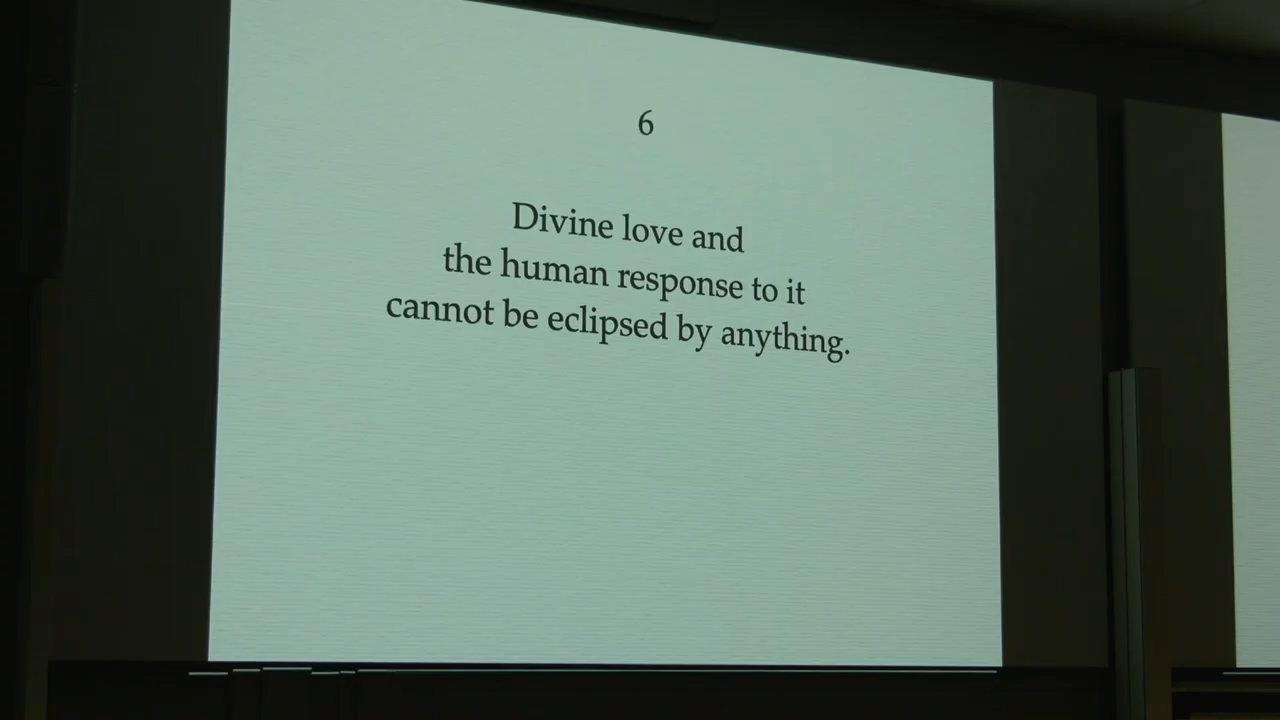 6
Divine love and
the human response to it
cannot be eclipsed by anything.